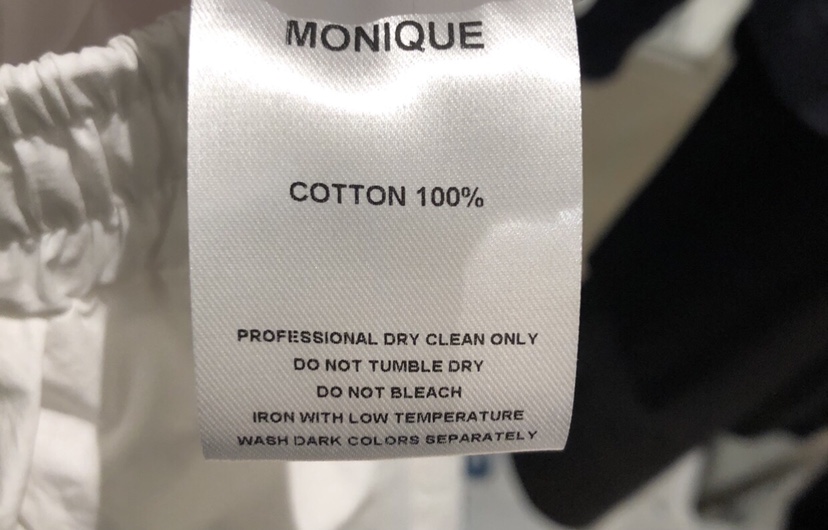 MONIQUE
COTTON 100%
PROFESSIONAL DRY CLEAN ONLY
DO NOT TUMBLE DRY
DO NOT BLEACH
IRON WITH LOW TEMPERATURE
WASH DARK COLORS SEPARATELY